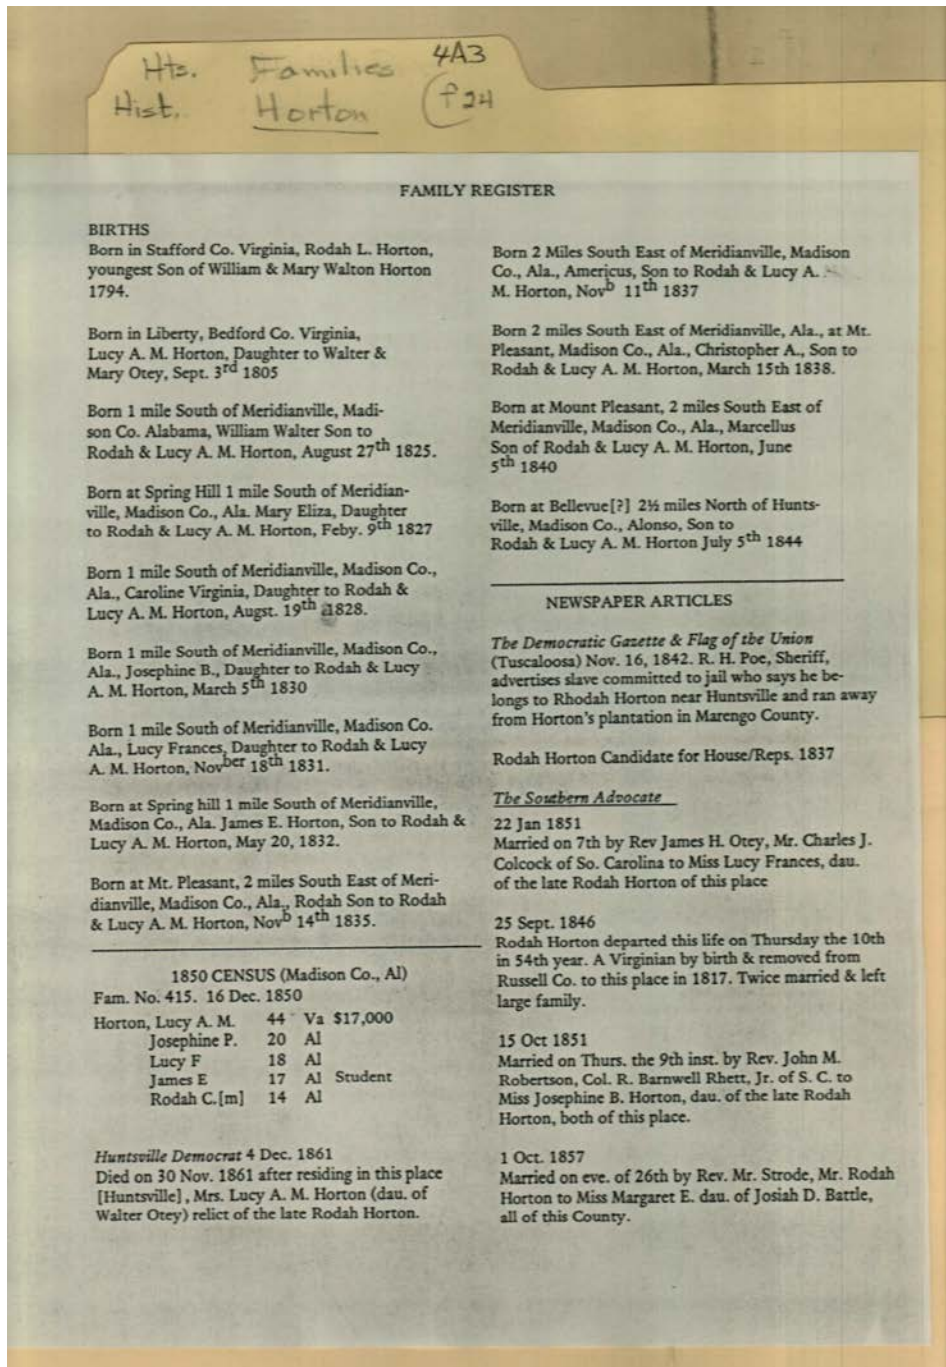 Hts. Families 4A3
Hist. Horton (P24
FAMILY REGISTER
BIRTHS
Born in Stafford Co. Virginia, Rodah L. Horton,
youngest Son of William & Mary Walton Horton
1794.
Born in Liberty, Bedford Co. Virginia,
Lucy A. M. Horton, Daughter to Walter &
Mary Otey, Sept. 3rd 1805
Born 1 mile South of Meridianville, Madi-
son Co. Alabama, William Walter Son to
Rodah & Lucy A. M. Horton, August 27th 1825.
Born at Spring Hill 1 mile South of Meridian-
ville, Madison Co., Ala. Mary Eliza, Daughter
to Rodah & Lucy A. M. Horton, Feby. 9th 1827
Born 1 mile South of Meridianville, Madison Co.,
Ala., Caroline Virginia, Daughter to Rodah &
Lucy A. M. Horton, Augst. 19th 1828.
Born 1 mile South of Meridianville, Madison Co.,
Ala., Josephine B., Daughter to Rodah & Lucy
A. M. Horton, March 5th 1830
Born 1 mile South of Meridianville, Madison Co.
Ala., Lucy Frances, Daughter to Rodah & Lucy
A. M. Horton, November 18th 1831.
Born at Spring hill 1 mile South of Meridianville,
Madison Co., Ala. James E. Horton, Son to Rodah &
Lucy A. M. Horton, May 20, 1832.
Born at Mt. Pleasant, 2 miles South East of Meri-
dianville, Madison Co., Ala., Rodah Son to Rodah
& Lucy A. M. Horton, Novb 14th 1835.
1850 CENSUS (Madison Co., Al)
Fam. No. 415. 16 Dec. 1850
Horton, Lucy A. M. 44 Va $17,000
Josephine P. 20 Al
Lucy F 18 Al
James E 17 Al Student
Rodah C.[m] 14 Al
Huntsville Democrat 4 Dec. 1861
Died on 30 Nov. 1861 after residing in this place
[Huntsville], Mrs. Lucy A. M. Horton (dau. of
Walter Otey) relict of the late Rodah Horton.
Born 2 Miles South East of Meridianville, Madison
Co., Ala., Americus, Son to Rodah & Lucy A.
M. Horton, Novb 11th 1837
Born 2 miles South East of Meridianville, Ala., at Mt.
Pleasant, Madison Co., Ala., Christopher A., Son to
Rodah & Lucy A. M. Horton, March 15th 1838.
Born at Mount Pleasant, 2 miles South East of
Meridianville, Madison Co., Ala., Marcellus
Son of Rodah & Lucy A. M. Horton, June
5th 1840
Born at Bellevue[?] 2½ miles North of Hunts-
ville, Madison Co., Alonso, Son to
Rodah & Lucy A. M. Horton July 5th 1844
NEWSPAPER ARTICLES
The Democratic Gazette & Flag of the Union
(Tuscaloosa) Nov. 16, 1842. R. H. Poe, Sheriff,
advertises slave committed to jail who says he be-
longs to Rhodah Horton near Huntsville and ran away
from Horton's plantation in Marengo County.
Rodah Horton Candidate for House/Reps. 1837
The Southern Advocate
22 Jan 1851
Married on 7th by Rev James H. Otey, Mr. Charles J.
Colcock of So. Carolina to Miss Lucy Frances, dau.
of the late Rodah Horton of this place
25 Sept. 1846
Rodah Horton departed this life on Thursday the 10th
in 54th year. A Virginian by birth & removed from
Russell Co. to this place in 1817. Twice married & left
large family.
15 Oct 1851
Married on Thurs. the 9th inst. by Rev. John M.
Robertson, Col. R. Barnwell Rhett, Jr. of S. C. to
Miss Josephine B. Horton, dau. of the late Rodah
Horton, both of this place.
1 Oct. 1857
Married on eve. of 26th by Rev. Mr. Strode, Mr. Rodah
Horton to Miss Margaret E. dau. of Josiah D. Battle,
all of this County.